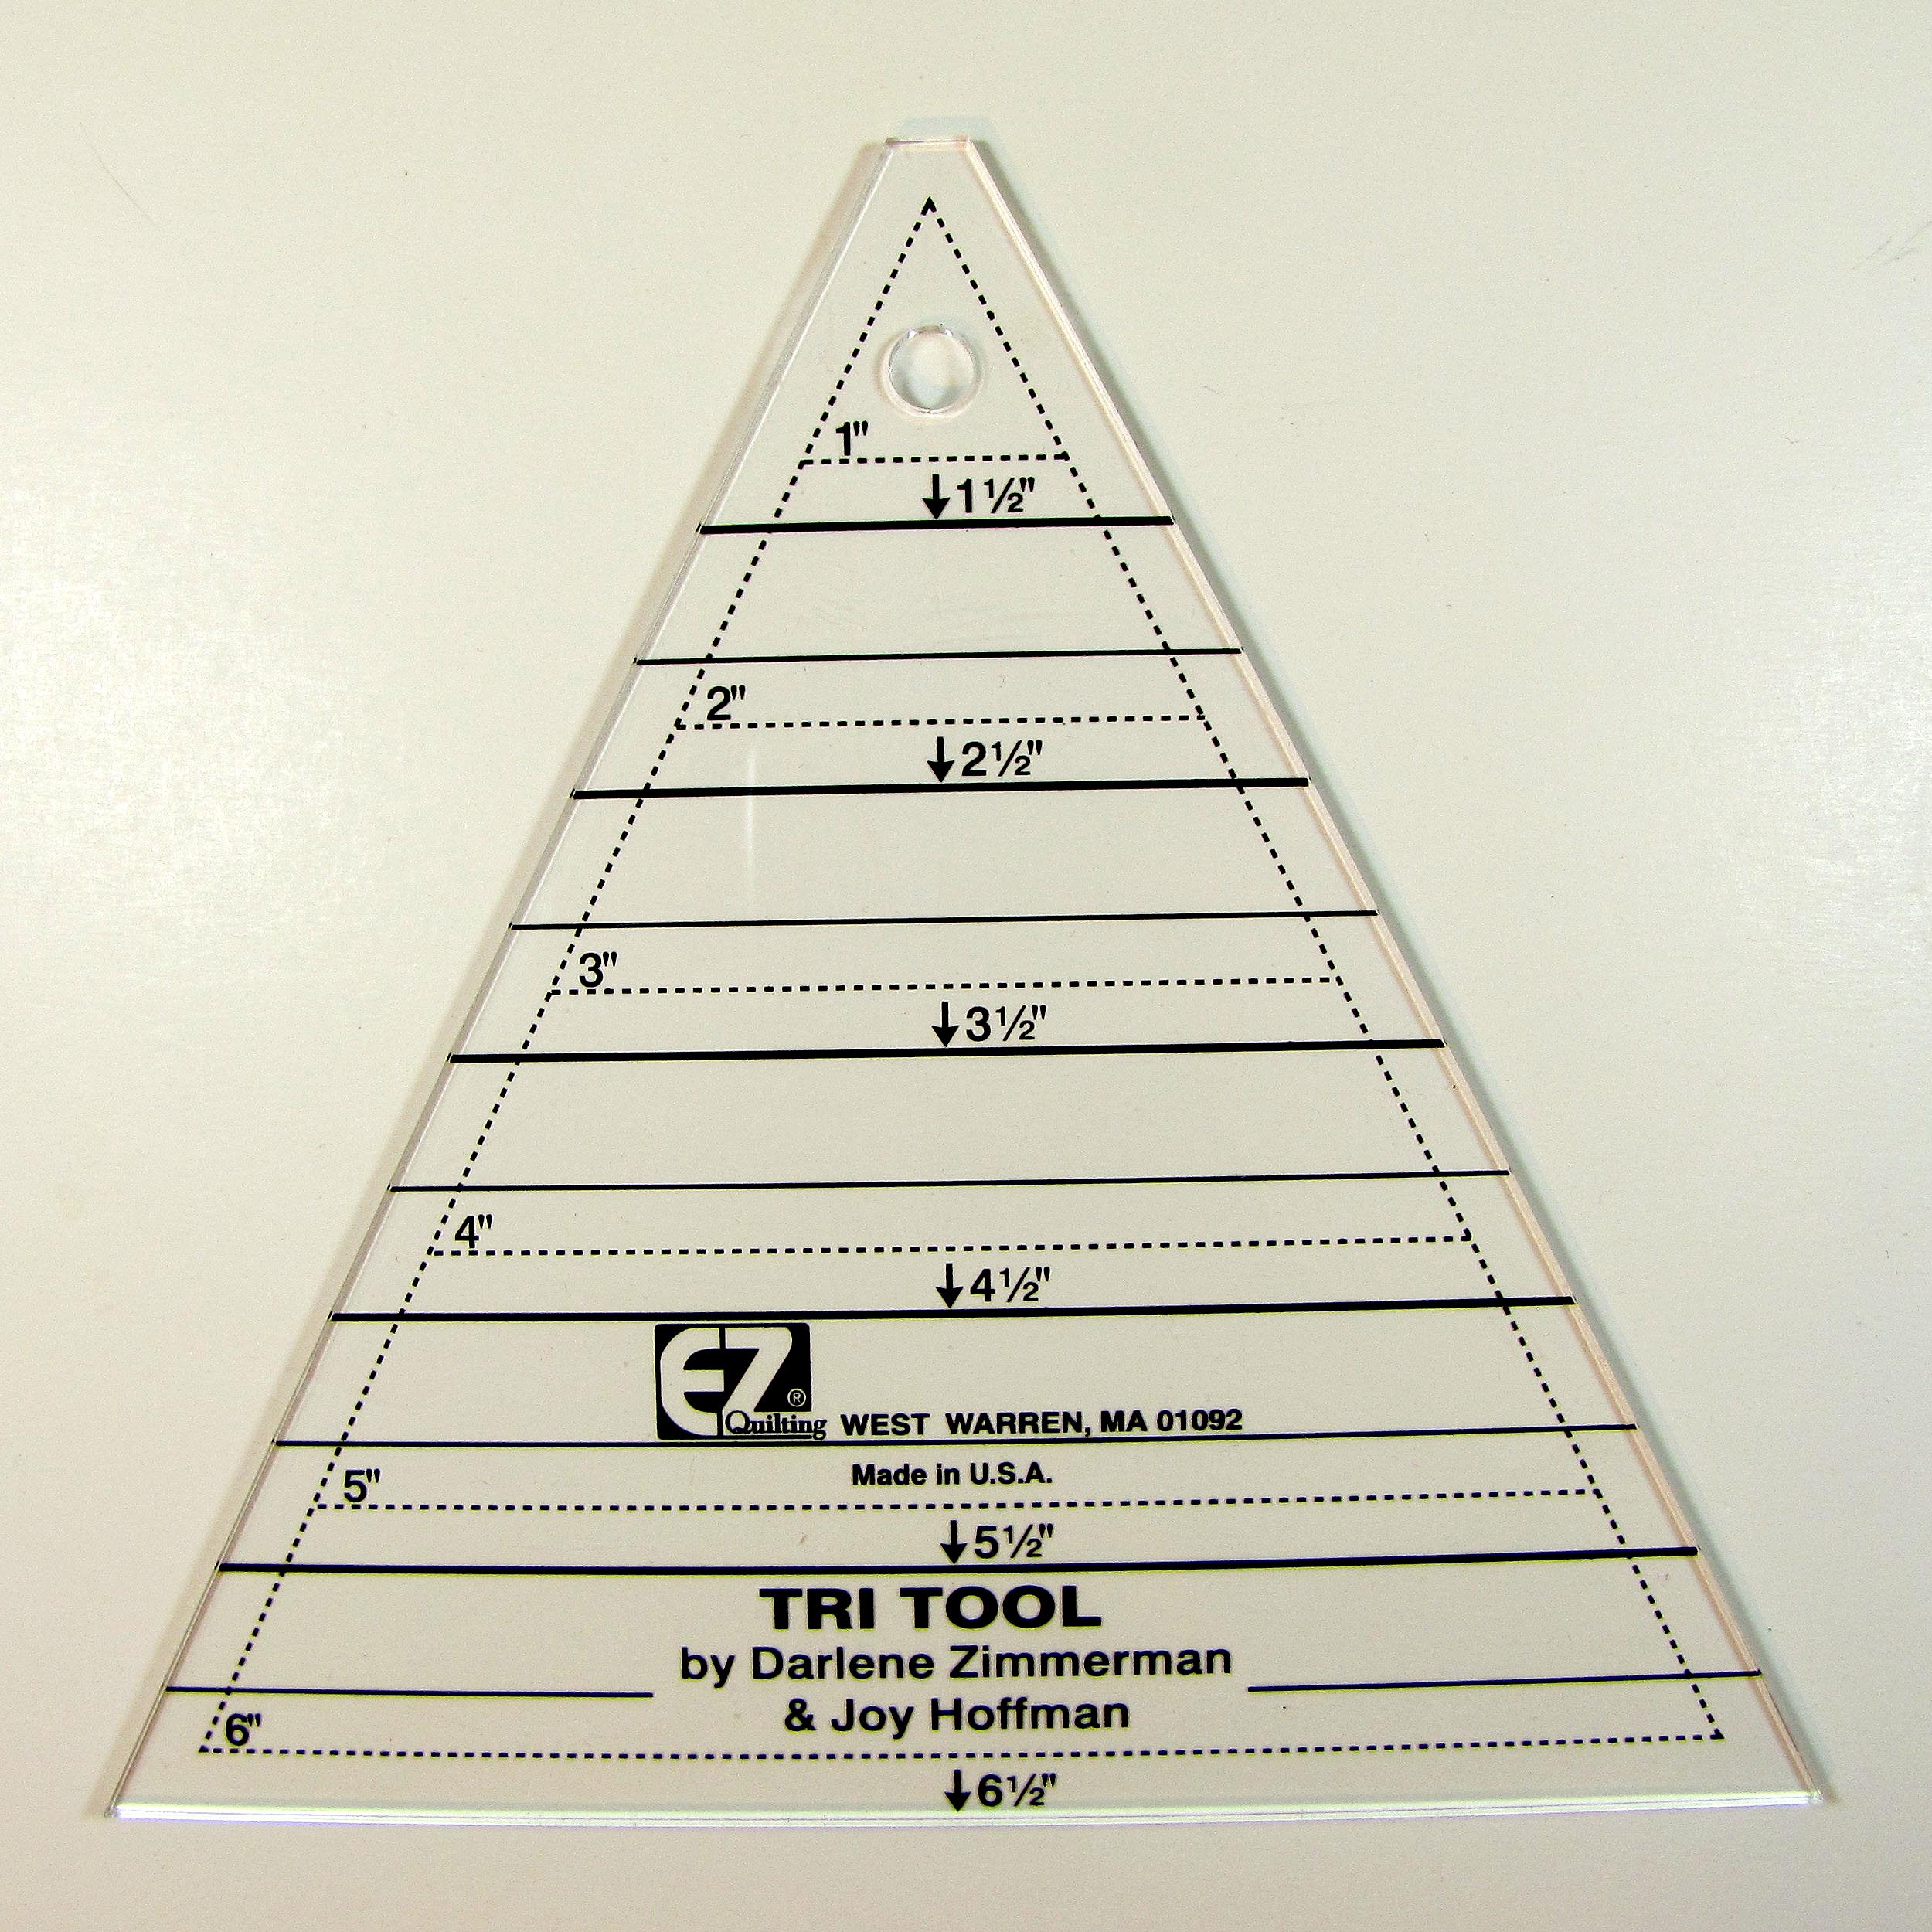 1"
1½"
2"
2½"
3"
3½"
4"
4½"
EZ®
Quilting WEST WARREN, MA 01092
Made in U.S.A.
5"
5½"
TRI TOOL
by Darlene Zimmerman
& Joy Hoffman
6"
6½"